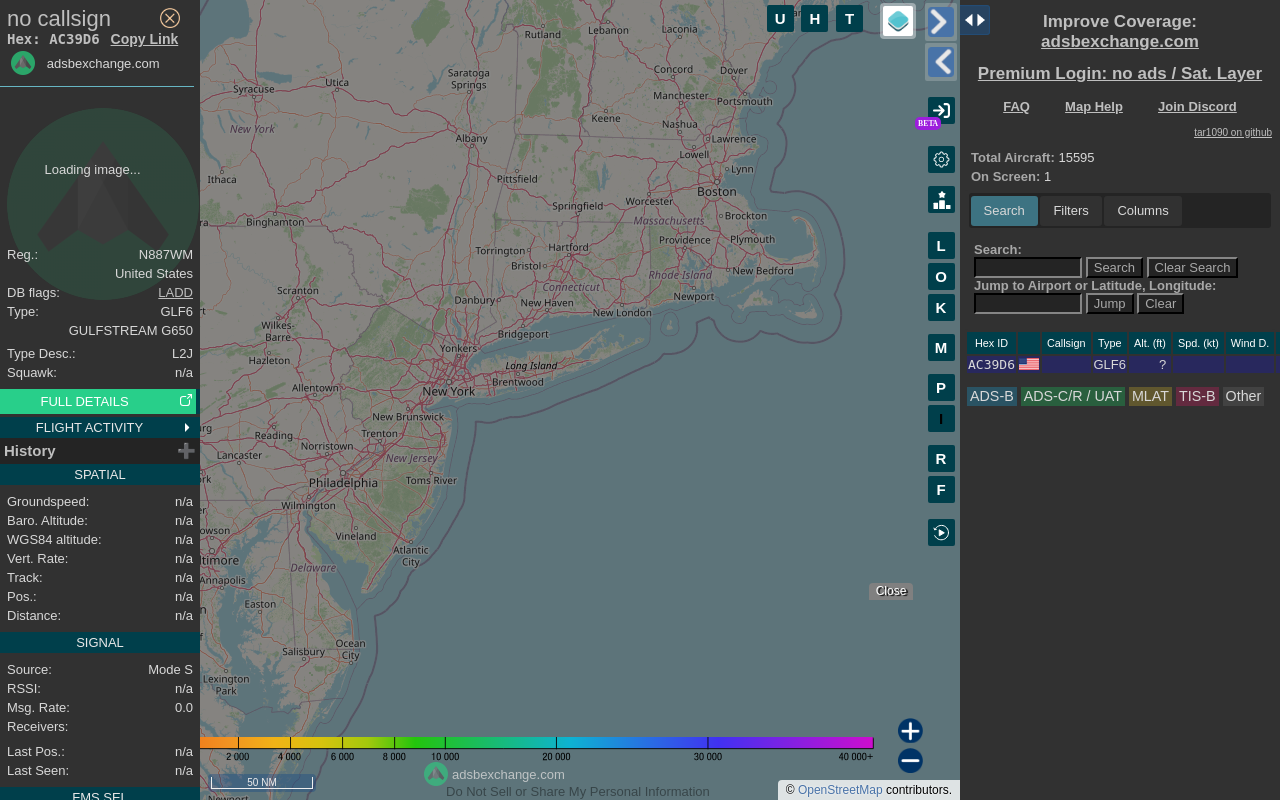 no callsign
Hex: AC39D6 Copy Link
adsbexchange.com
Loading image...
Reg.: N887WM
United States
DB flags: LADD
Type: GLF6
GULFSTREAM G650
Type Desc.: L2J
Squawk: n/a
FULL DETAILS
FLIGHT ACTIVITY
History
SPATIAL
Groundspeed: n/a
Baro. Altitude: n/a
WGS84 altitude: n/a
Vert. Rate: n/a
Track: n/a
Pos.: n/a
Distance: n/a
SIGNAL
Source: Mode S
RSSI: n/a
Msg. Rate: 0.0
Receivers:
Last Pos.: n/a
Last Seen: n/a
FMS SEL
U H T
Rutland
Lebanon
Laconia
Concord
Dover
Saratoga
Springs
Utica
Syracuse
Manchester
Portsmouth
Keene
Nashua
New York
Albany
Lawrence
Lowell
Lynn
Ithaca
Pittsfield
Boston
Springfield
Worcester
Massachusetts
Brockton
Binghamton
Providence
Plymouth
Torrington
Hartford
Bristol
Rhode Island
New Bedford
Connecticut
Scranton
Danbury
New Haven
Newport
New London
Wilkes-
Barre
Bridgeport
Yonkers
Hazleton
Long Island
Brentwood
Allentown
New York
New Brunswick
Reading
Trenton
Norristown
Lancaster
New Jersey
Philadelphia
Toms River
Wilmington
Vineland
Atlantic
City
Delaware
Annapolis
Easton
Ocean
City
Salisbury
Lexington
Park
Newport
BETA
L
O
K
M
P
I
R
F
Close
2 000 4 000 6 000 8 000 10 000 20 000 30 000 40 000+
50 NM
adsbexchange.com
Do Not Sell or Share My Personal Information
© OpenStreetMap contributors.
Improve Coverage:
adsbexchange.com
Premium Login: no ads / Sat. Layer
FAQ Map Help Join Discord
tar1090 on github
Total Aircraft: 15595
On Screen: 1
Search Filters Columns
Search:
Search Clear Search
Jump to Airport or Latitude, Longitude:
Jump Clear
Hex ID Callsign Type Alt. (ft) Spd. (kt) Wind D.
AC39D6 GLF6 ?
ADS-B ADS-C/R / UAT MLAT TIS-B Other